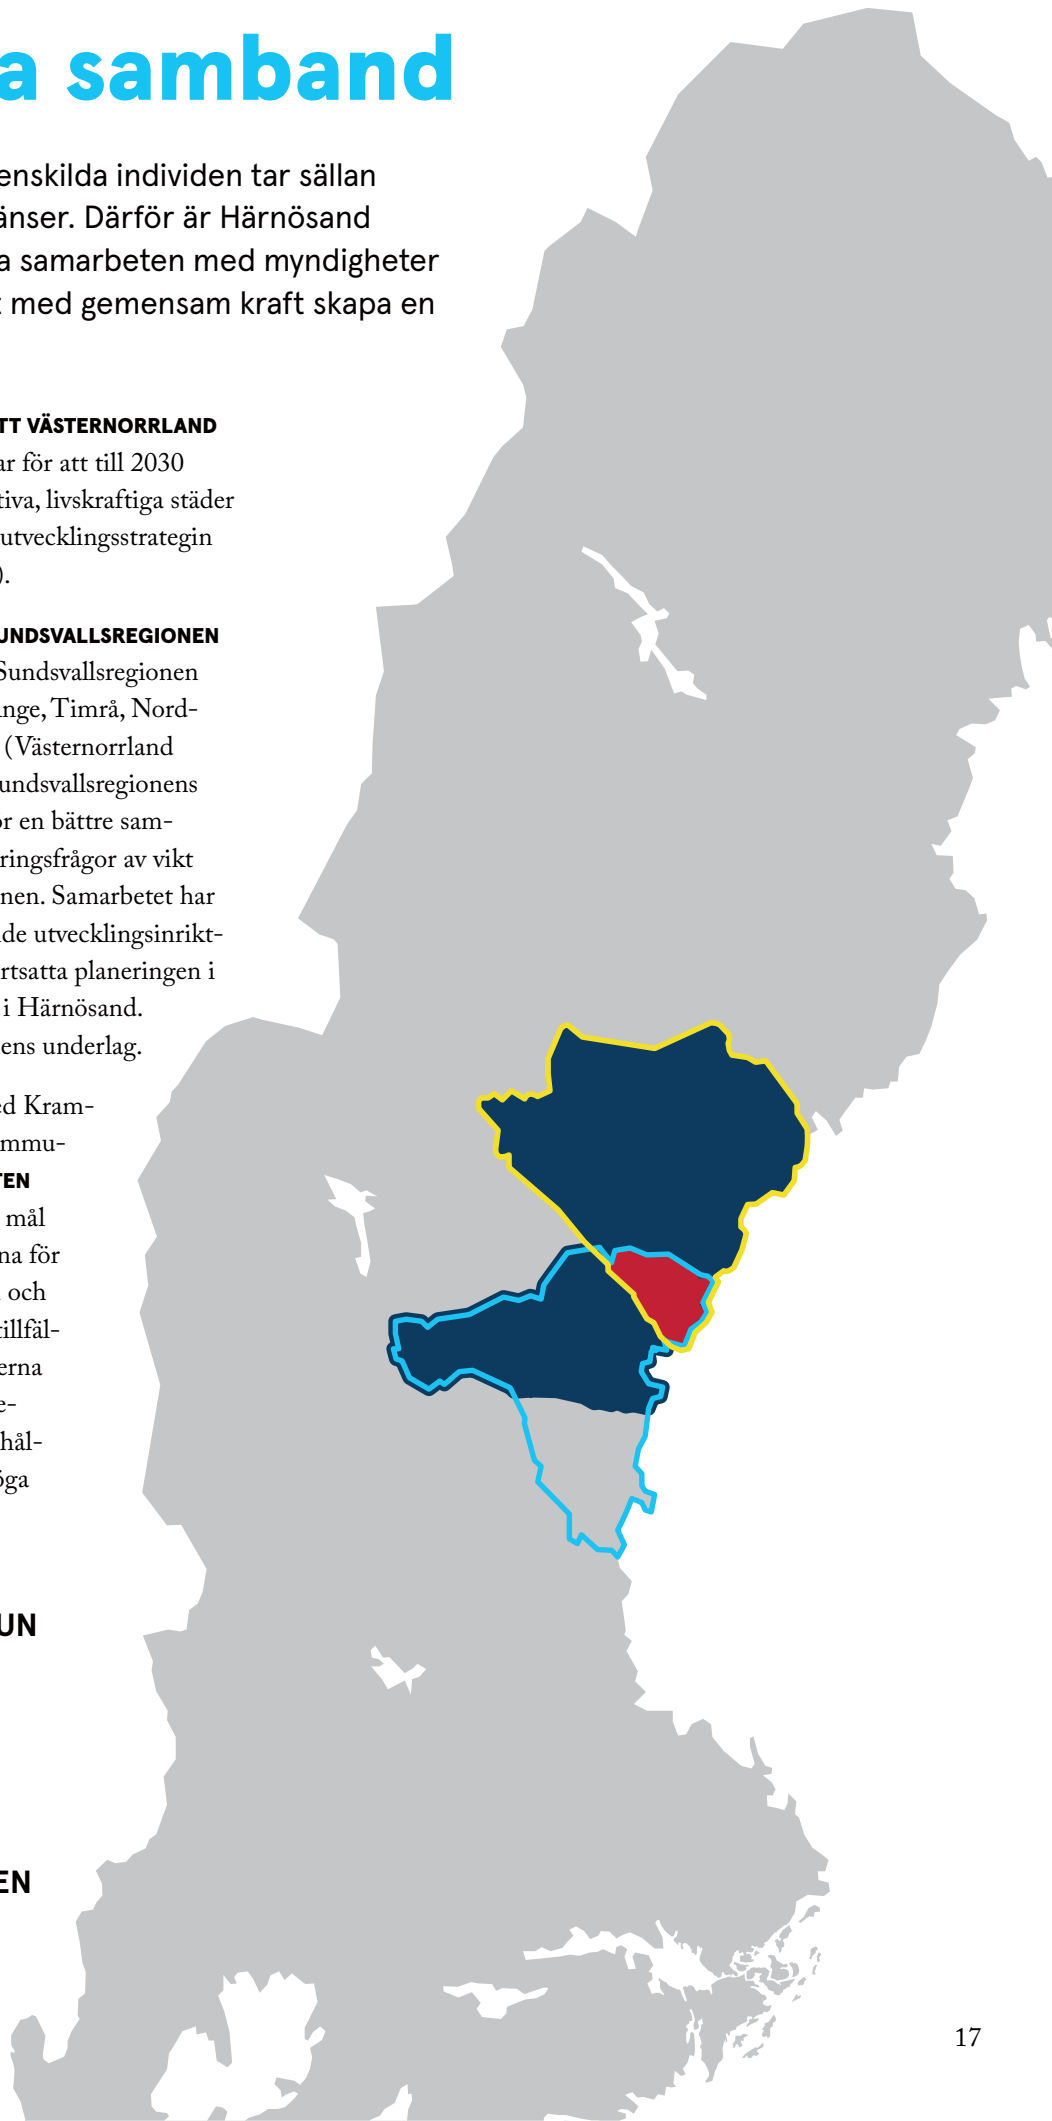 a samband
enskilda individen tar sällan
änser. Därför är Härnösand
a samarbeten med myndigheter
t med gemensam kraft skapa en
TT VÄSTERNORRLAND
ar för att till 2030
tiva, livskraftiga städer
utvecklingsstrategin
).
UNDSVALLSREGIONEN
Sundsvallsregionen
inge, Timrå, Nord-
(Västernorrland
undsvallsregionens
ör en bättre sam-
ringsfrågor av vikt
nen. Samarbetet har
de utvecklingsinrikt-
rtsatta planeringen i
i Härnösand.
ens underlag.
ed Kram-
mmu-
TEN
mål
na för
och
tillfäl-
erna
e-
hål-
öga
UN
EN
17